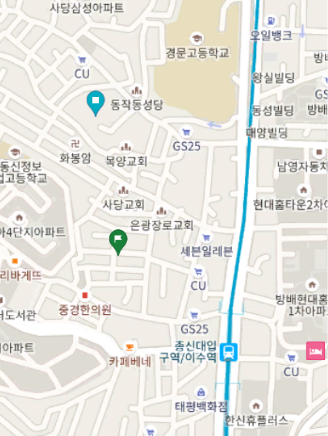 사당삼성아파트
오일뱅크
경문고등학교
CU
왕실빌딩
GS
동작동성당
동성빌딩
대명빌딩
GS25
화봉암
목양교회
동신정보
업고등학교
남영자동차
사당교회
현대홈타운2차아
은광장로교회
아4단지아파트
세븐일레븐
리바게뜨
CU
방배현대홈
1차아파
중경한의원
서도서관
GS25
아파트
총신대입
구역/이수역
카페베네
CU
태평백화점
한신휴플러스